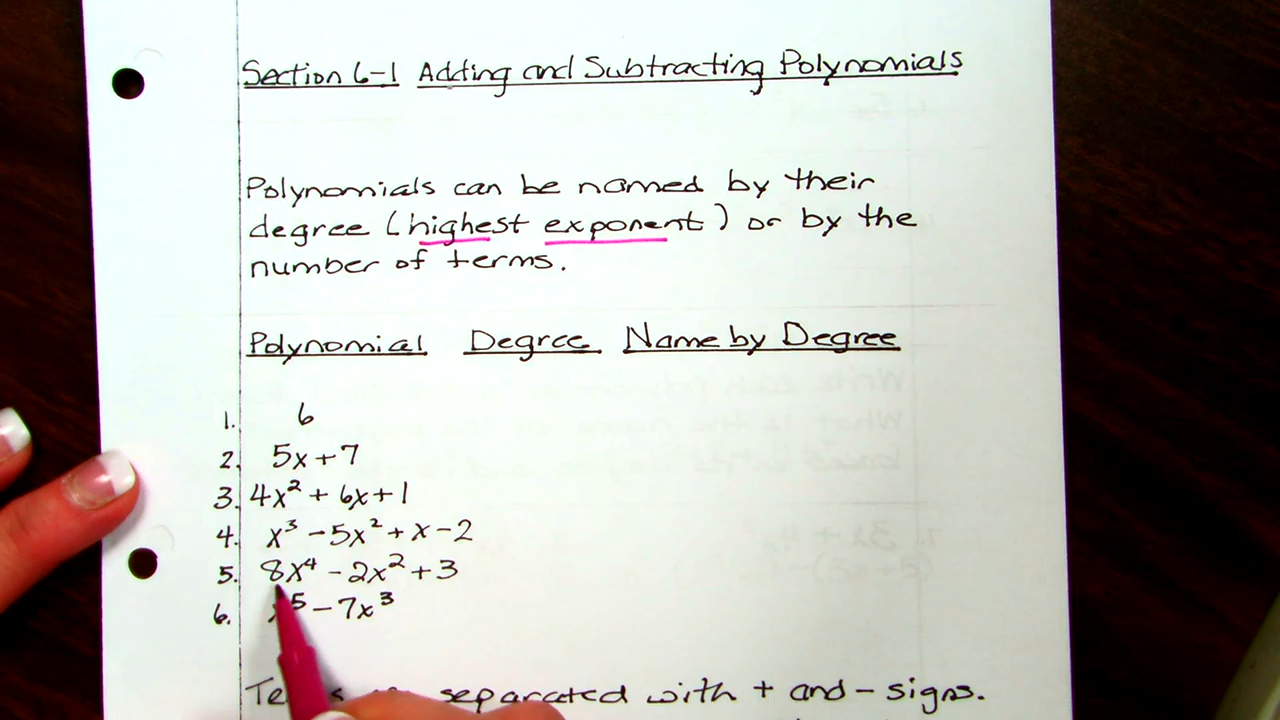 Section 6-1 Adding and Subtracting Polynomials
Polynomials can be named by their
degree (highest exponent) or by the
number of terms.
Polynomial Degree Name by Degree
1. 6
2. 5x+7
3. 4x² + 6x+1
4. x³ -5x² + x -2
5. 8x⁴ - 2x² + 3
6. x⁵ - 7x³
separated with + and - signs.